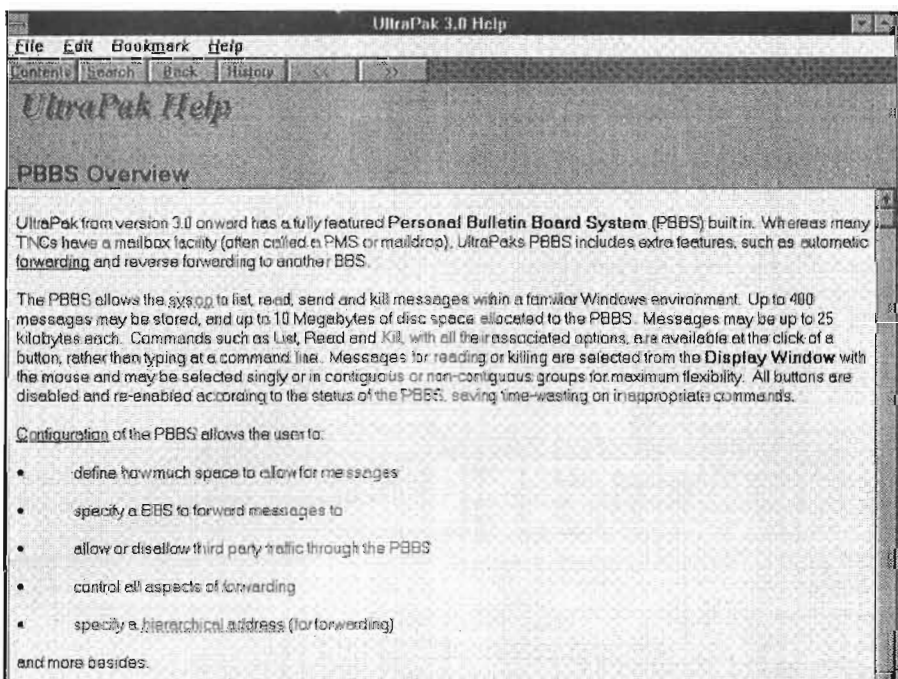 UltraPak 3.0 Help
File Edit Bookmark Help
Contents Search Back History << >>
UltraPak Help
PBBS Overview
UltraPak from version 3.0 onward has a fully featured Personal Bulletin Board System (PBBS) built in. Whereas many
TNCs have a mailbox facility (often called a PMS or maildrop), UltraPaks PBBS includes extra features, such as automatic
forwarding and reverse forwarding to another BBS.
The PBBS allows the sysop to list, read, send and kill messages within a familiar Windows environment. Up to 400
messages may be stored, and up to 10 Megabytes of disc space allocated to the PBBS. Messages may be up to 25
kilobytes each. Commands such as List, Read and Kill, with all their associated options, are available at the click of a
button, rather than typing at a command line. Messages for reading or killing are selected from the Display Window with
the mouse and may be selected singly or in contiguous or non-contiguous groups for maximum flexibility. All buttons are
disabled and re-enabled according to the status of the PBBS, saving time-wasting on inappropriate commands.
Configuration of the PBBS allows the user to:
• define how much space to allow for messages
• specify a BBS to forward messages to
• allow or disallow third party traffic through the PBBS
• control all aspects of forwarding
• specify a hierarchical address (for forwarding)
and more besides.